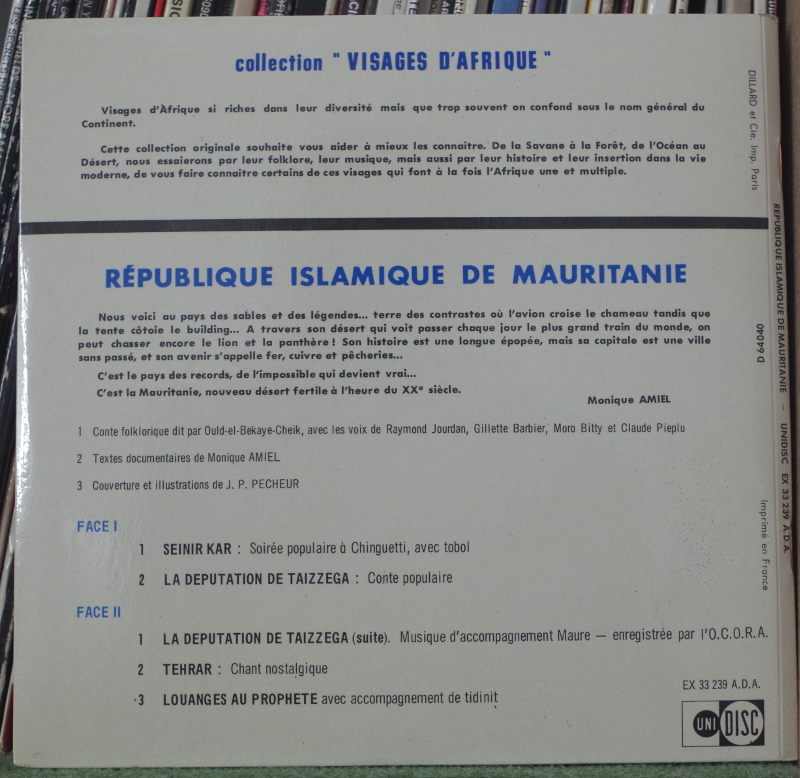 collection " VISAGES D'AFRIQUE "
Visages d'Afrique si riches dans leur diversité mais que trop souvent on confond sous le nom général du
Continent.
Cette collection originale souhaite vous aider à mieux les connaitre. De la Savane à la Forêt, de l'Océan au
Désert, nous essaierons par leur folklore, leur musique, mais aussi par leur histoire et leur insertion dans la vie
moderne, de vous faire connaitre certains de ces visages qui font à la fois l'Afrique une et multiple.
RÉPUBLIQUE ISLAMIQUE DE MAURITANIE
Nous voici au pays des sables et des légendes... terre des contrastes où l'avion croise le chameau tandis que
la tente côtoie le building... A travers son désert qui voit passer chaque jour le plus grand train du monde, on
peut chasser encore le lion et la panthère ! Son histoire est une longue épopée, mais sa capitale est une ville
sans passé, et son avenir s'appelle fer, cuivre et pêcheries...
C'est le pays des records, de l'impossible qui devient vrai...
C'est la Mauritanie, nouveau désert fertile à l'heure du XXe siècle.
Monique AMIEL
1 Conte folklorique dit par Ould-el-Bekaye-Cheik, avec les voix de Raymond Jourdan, Gillette Barbier, Moro Bitty et Claude Pieplu
2 Textes documentaires de Monique AMIEL
3 Couverture et illustrations de J. P. PECHEUR
FACE I
1 SEINIR KAR : Soirée populaire à Chinguetti, avec tobol
2 LA DEPUTATION DE TAIZZEGA : Conte populaire
FACE II
1 LA DEPUTATION DE TAIZZEGA (suite). Musique d'accompagnement Maure — enregistrée par l'O.C.O.R.A.
2 TEHRAR : Chant nostalgique
3 LOUANGES AU PROPHETE avec accompagnement de tidinit
EX 33 239 A.D.A.
UNI DISC
DILLARD et Cie. Imp. Paris
D 64040
Imprimé en France
REPUBLIQUE ISLAMIQUE DE MAURITANIE — UNIDISC EX 33 239 A.D.A.